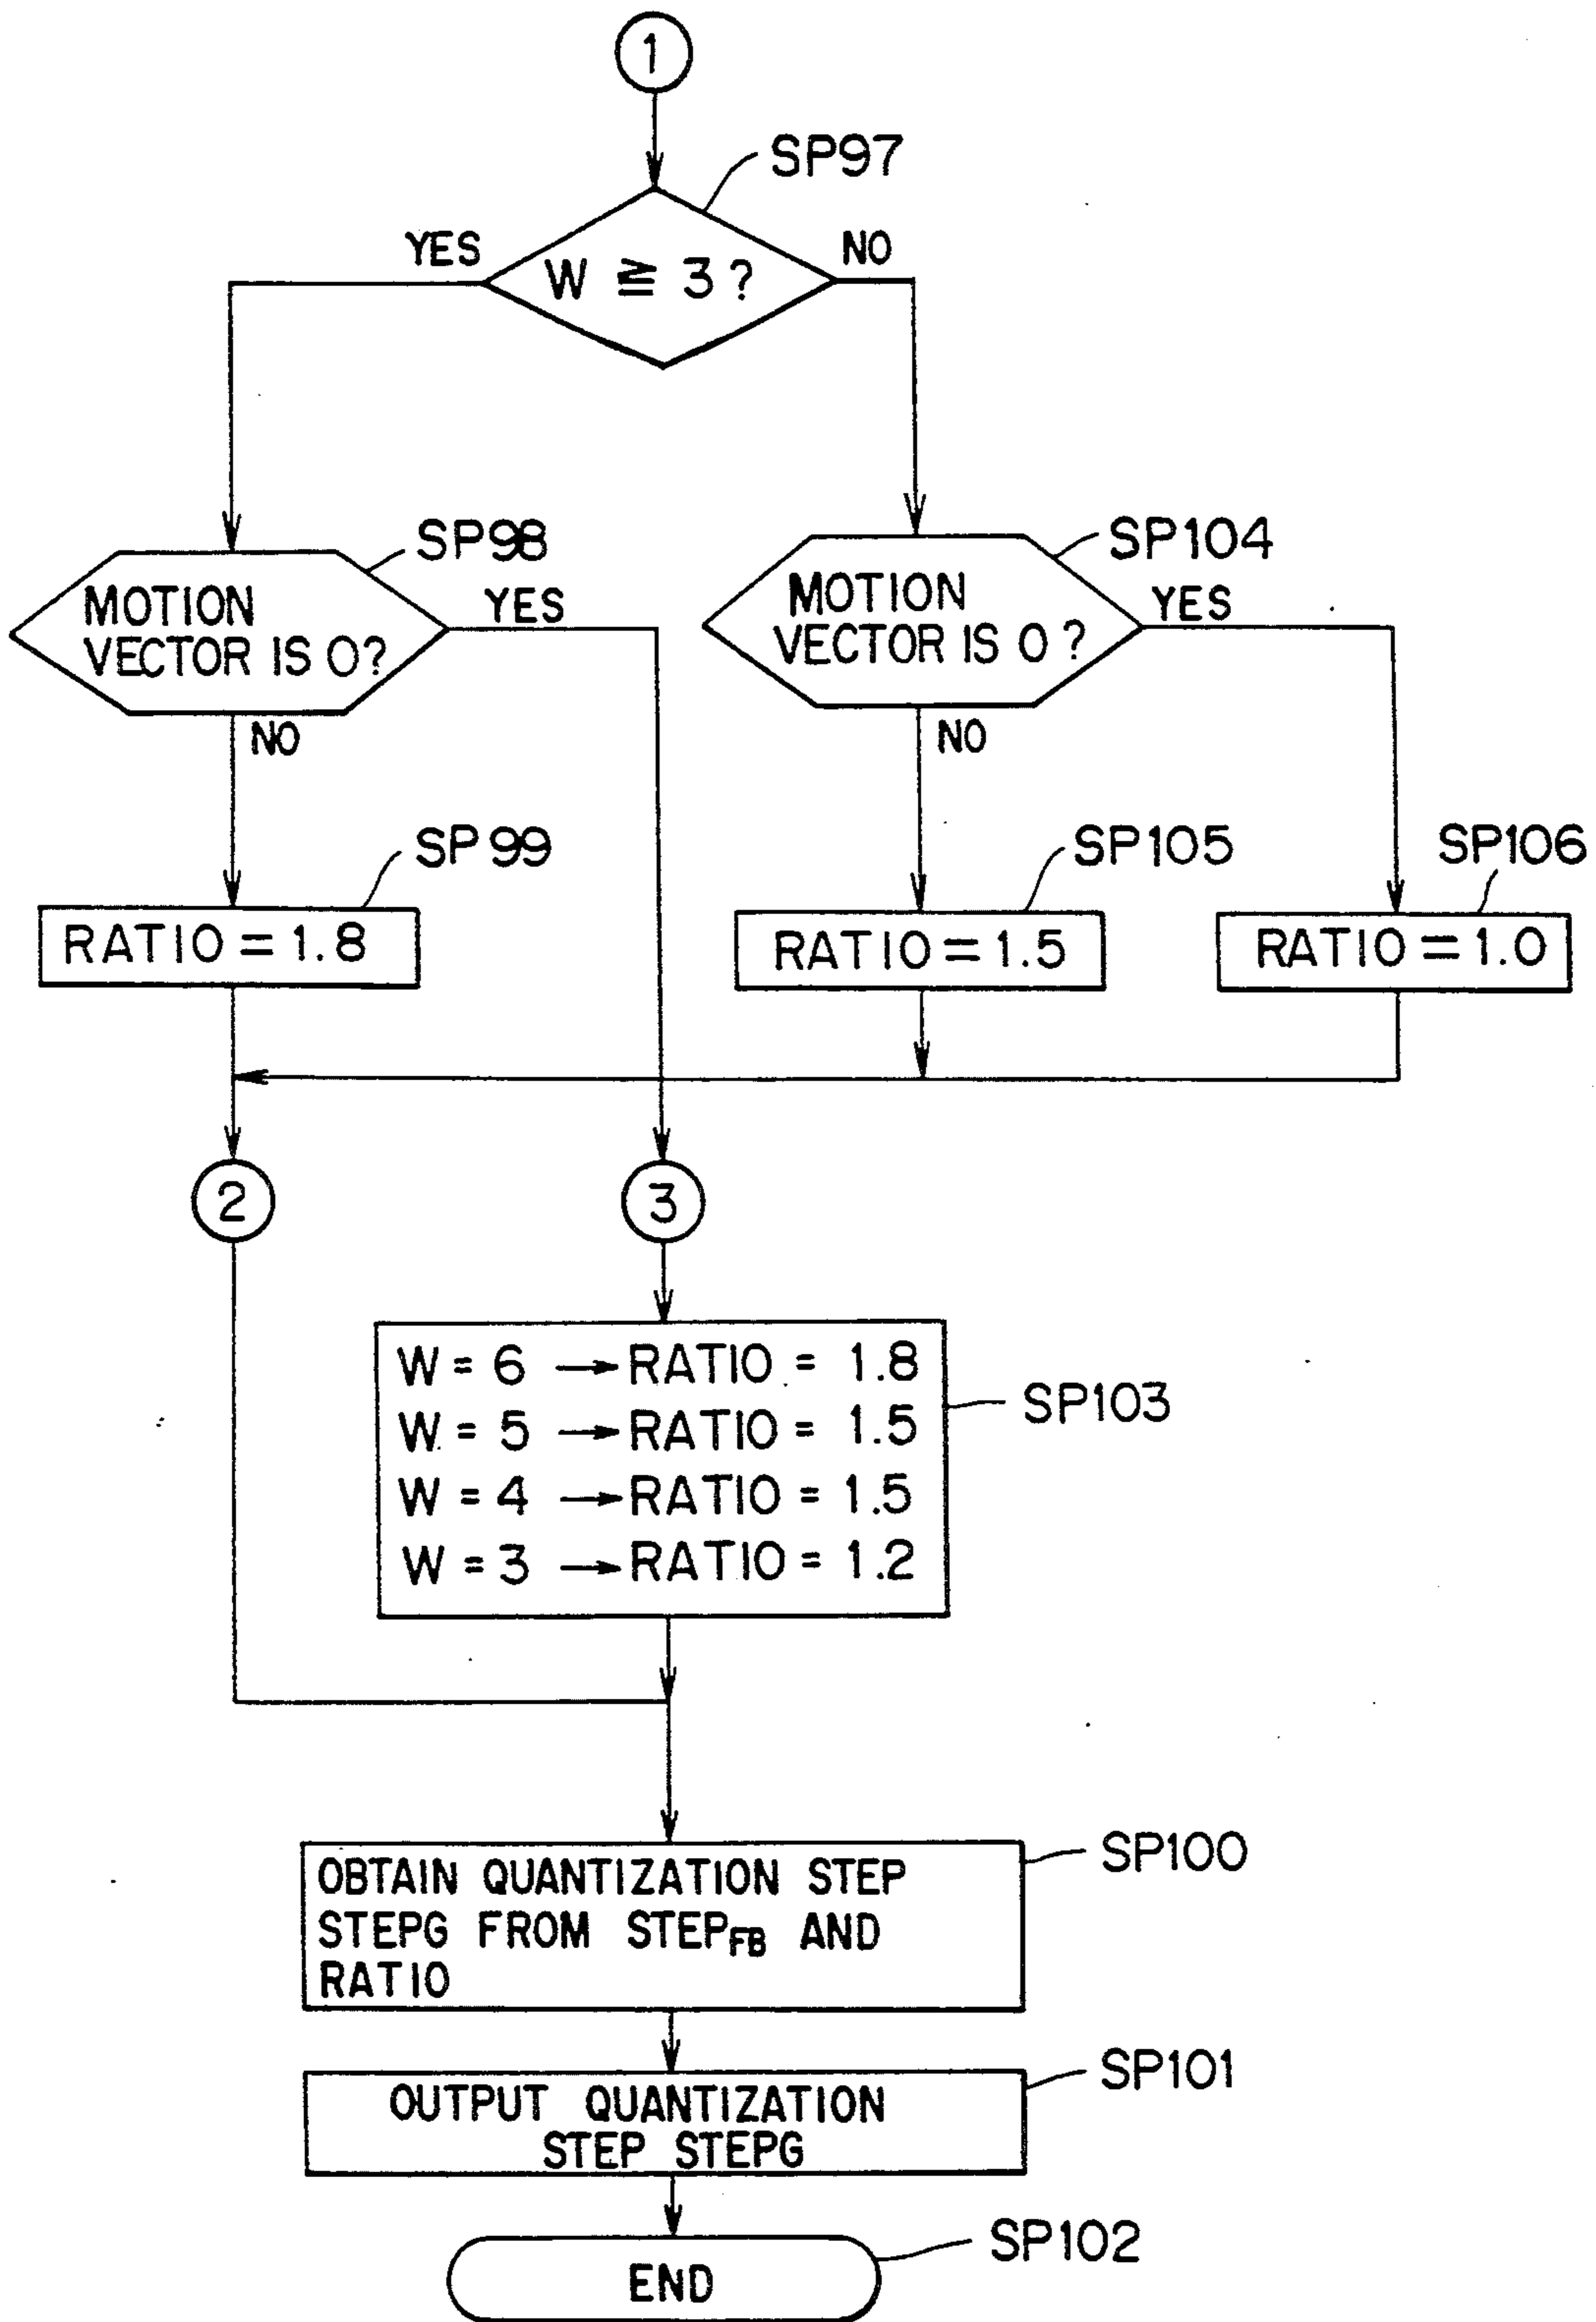 1
SP97
YES
NO
W ≧ 3 ?
SP98
SP104
MOTION
VECTOR IS 0?
YES
MOTION
VECTOR IS 0 ?
YES
NO
NO
SP99
SP105
SP106
RATIO = 1.8
RATIO = 1.5
RATIO = 1.0
2
3
W = 6 → RATIO = 1.8
W = 5 → RATIO = 1.5
W = 4 → RATIO = 1.5
W = 3 → RATIO = 1.2
SP103
SP100
OBTAIN QUANTIZATION STEP
STEPG FROM STEPFB AND
RATIO
SP101
OUTPUT QUANTIZATION
STEP STEPG
SP102
END